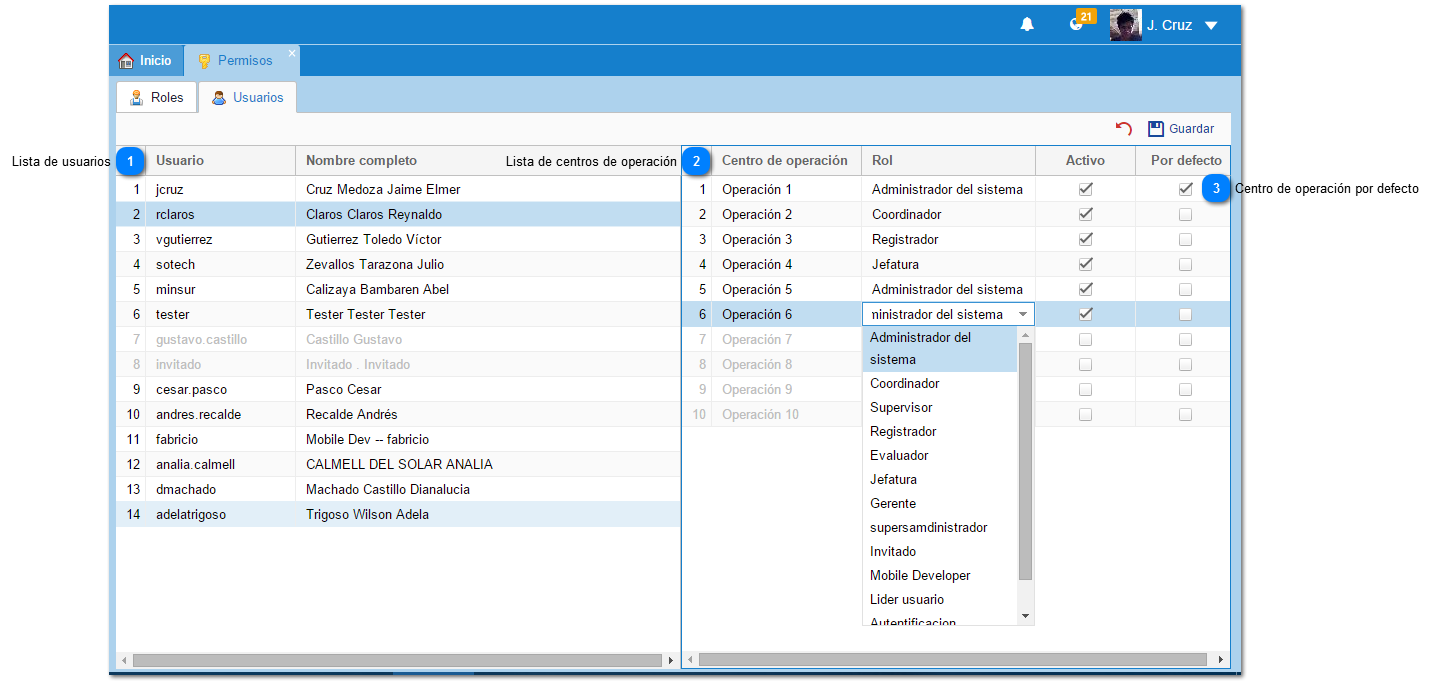 21
J. Cruz
Inicio
Permisos
Roles
Usuarios
Guardar
Lista de usuarios
1
Usuario
Nombre completo
Lista de centros de operación
2
Centro de operación
Rol
Activo
Por defecto
1 jcruz Cruz Medoza Jaime Elmer
2 rclaros Claros Claros Reynaldo
3 vgutierrez Gutierrez Toledo Víctor
4 sotech Zevallos Tarazona Julio
5 minsur Calizaya Bambaren Abel
6 tester Tester Tester Tester
7 gustavo.castillo Castillo Gustavo
8 invitado Invitado . Invitado
9 cesar.pasco Pasco Cesar
10 andres.recalde Recalde Andrés
11 fabricio Mobile Dev -- fabricio
12 analia.calmell CALMELL DEL SOLAR ANALIA
13 dmachado Machado Castillo Dianalucia
14 adelatrigoso Trigoso Wilson Adela
1 Operación 1 Administrador del sistema
3
Centro de operación por defecto
2 Operación 2 Coordinador
3 Operación 3 Registrador
4 Operación 4 Jefatura
5 Operación 5 Administrador del sistema
6 Operación 6 ministrador del sistema
7 Operación 7
8 Operación 8
9 Operación 9
10 Operación 10
Administrador del
sistema
Coordinador
Supervisor
Registrador
Evaluador
Jefatura
Gerente
supersamdinistrador
Invitado
Mobile Developer
Lider usuario
Autentificacion